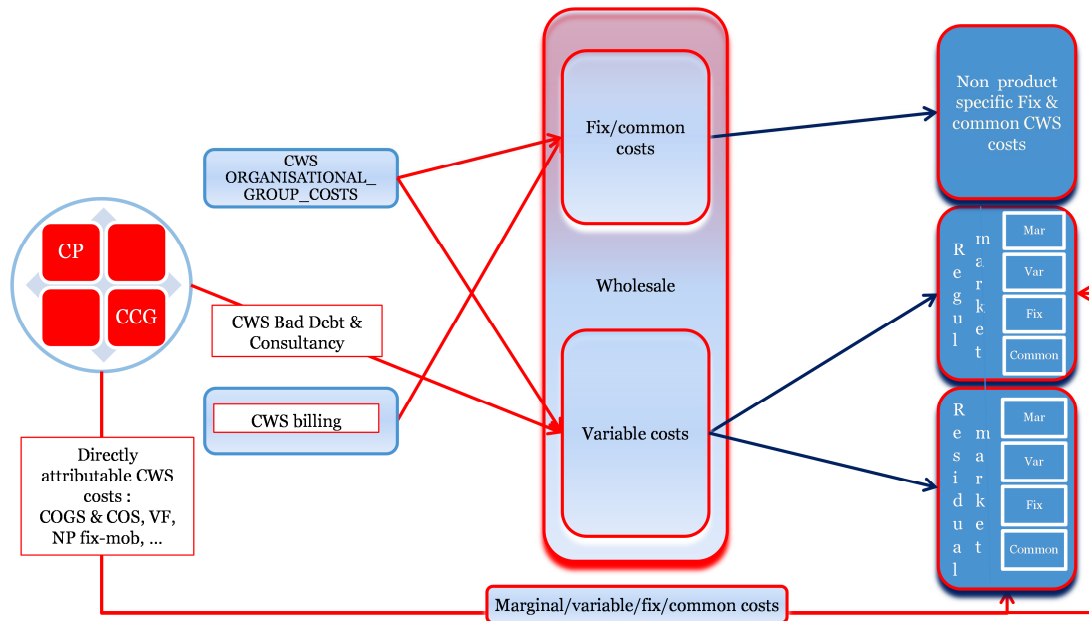 CP
CCG
CWS
ORGANISATIONAL_
GROUP_COSTS
CWS Bad Debt &
Consultancy
CWS billing
Directly
attributable CWS
costs :
COGS & COS, VF,
NP fix-mob, ...
Fix/common
costs
Wholesale
Variable costs
Non product
specific Fix &
common CWS
costs
Regul
market
Mar
Var
Fix
Common
Residual
market
Mar
Var
Fix
Common
Marginal/variable/fix/common costs